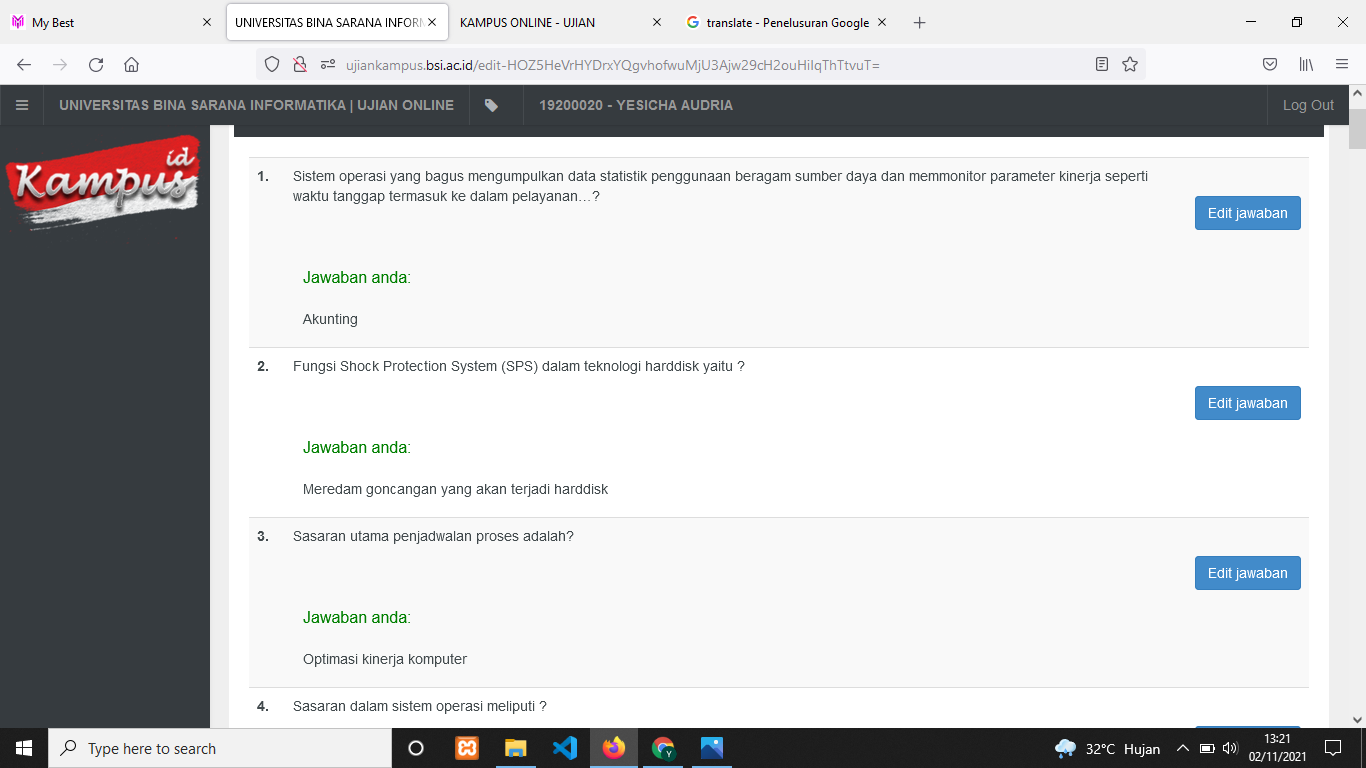 My Best
UNIVERSITAS BINA SARANA INFOR
KAMPUS ONLINE - UJIAN
translate - Penelusuran Google
ujiankampus.bsi.ac.id/edit-HOZ5HeVrHYDrxYQgvhofwuMjU3Ajw29cH2ouHiIqThTtvuT=
UNIVERSITAS BINA SARANA INFORMATIKA | UJIAN ONLINE
19200020 - YESICHA AUDRIA
Log Out
Kampus id
1. Sistem operasi yang bagus mengumpulkan data statistik penggunaan beragam sumber daya dan memmonitor parameter kinerja seperti
waktu tanggap termasuk ke dalam pelayanan…?
Edit jawaban
Jawaban anda:
Akunting
2. Fungsi Shock Protection System (SPS) dalam teknologi harddisk yaitu ?
Edit jawaban
Jawaban anda:
Meredam goncangan yang akan terjadi harddisk
3. Sasaran utama penjadwalan proses adalah?
Edit jawaban
Jawaban anda:
Optimasi kinerja komputer
4. Sasaran dalam sistem operasi meliputi ?
Type here to search
32°C Hujan
13:21
02/11/2021